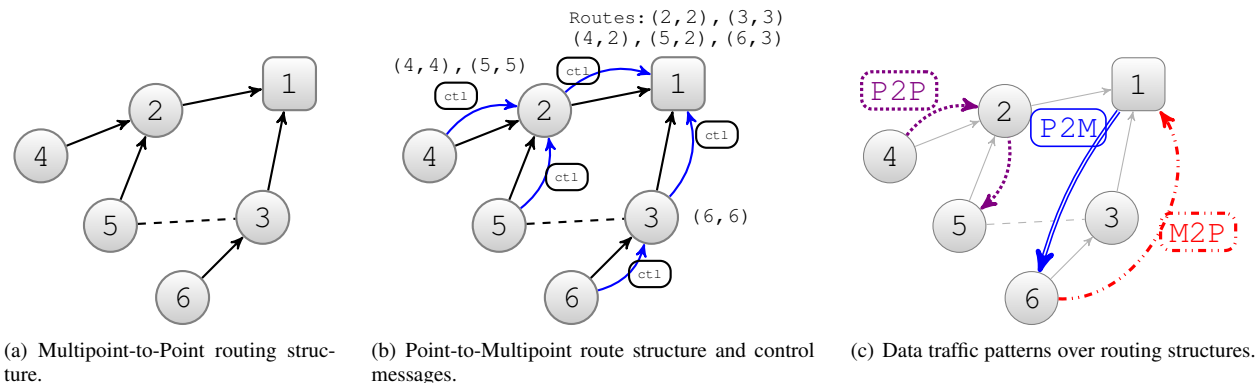 1
2
4
5
3
6
(a) Multipoint-to-Point routing struc-
ture.
Routes:(2,2),(3,3)
(4,2),(5,2),(6,3)
(4,4),(5,5)
ctl
ctl
1
2
ctl
4
ctl
5
3
(6,6)
ctl
6
(b) Point-to-Multipoint route structure and control
messages.
P2P
1
2
P2M
4
5
3
M2P
6
(c) Data traffic patterns over routing structures.